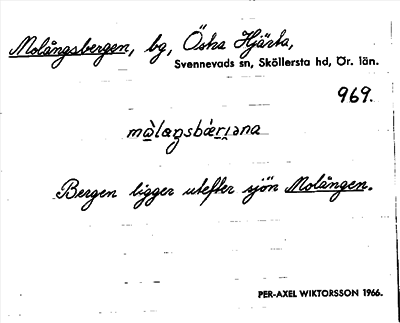 Molångsbergen, bg, Östra Hjärta,
Svennevads sn, Sköllersta hd, Ör. län.
969.
Bergen ligger utefter sjön Molången.
PER-AXEL WIKTORSSON 1966.